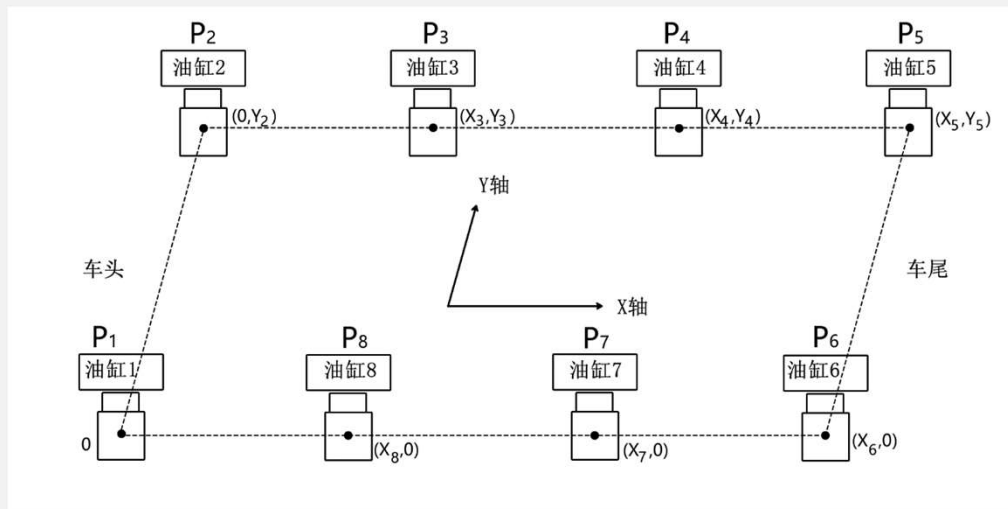 P2 P3 P4 P5
油缸2 油缸3 油缸4 油缸5
(0,Y2) (X3,Y3) (X4,Y4) (X5,Y5)
Y轴
车头 车尾
X轴
P1 P8 P7 P6
油缸1 油缸8 油缸7 油缸6
0 (X8,0) (X7,0) (X6,0)